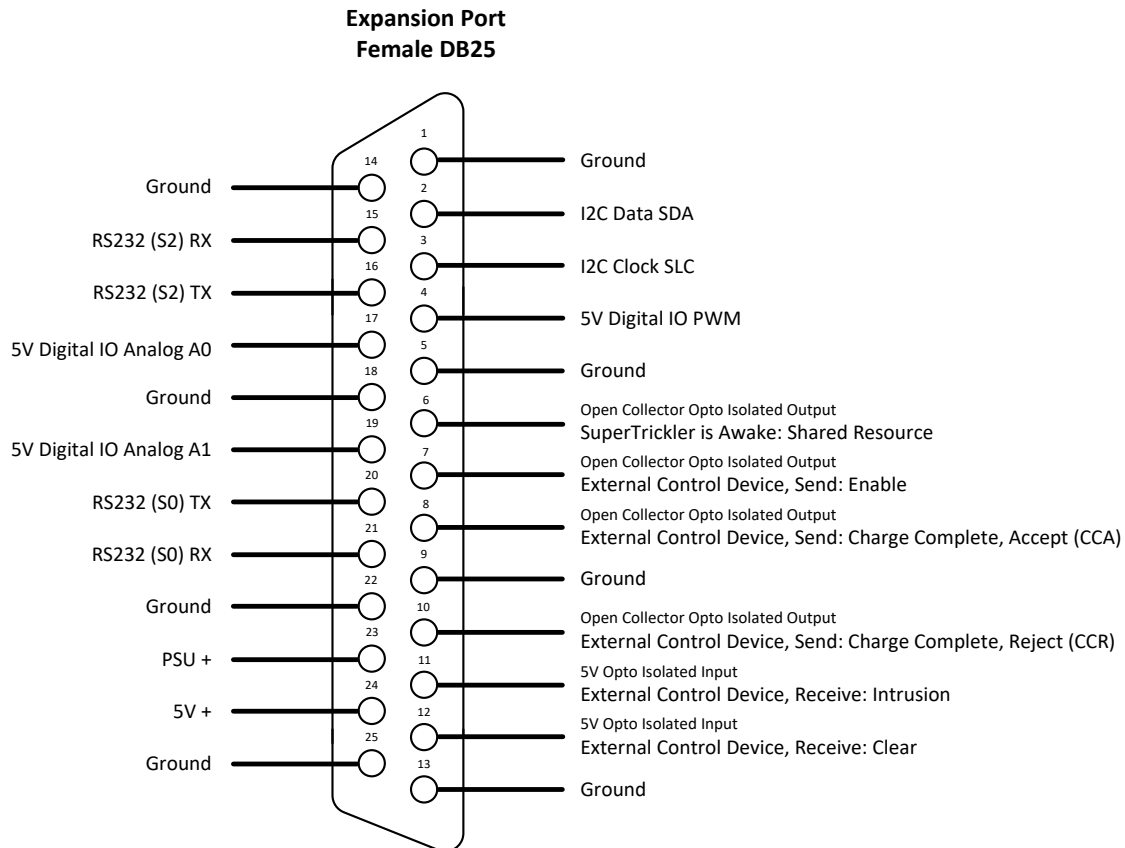 Expansion Port
Female DB25
1
Ground
14
Ground
2
I2C Data SDA
15
RS232 (S2) RX
3
I2C Clock SLC
16
RS232 (S2) TX
4
5V Digital IO PWM
17
5V Digital IO Analog A0
5
Ground
18
Ground
6
Open Collector Opto Isolated Output
SuperTrickler is Awake: Shared Resource
19
5V Digital IO Analog A1
7
Open Collector Opto Isolated Output
External Control Device, Send: Enable
20
RS232 (S0) TX
8
Open Collector Opto Isolated Output
External Control Device, Send: Charge Complete, Accept (CCA)
21
RS232 (S0) RX
9
Ground
22
Ground
10
Open Collector Opto Isolated Output
External Control Device, Send: Charge Complete, Reject (CCR)
23
PSU +
11
5V Opto Isolated Input
External Control Device, Receive: Intrusion
24
5V +
12
5V Opto Isolated Input
External Control Device, Receive: Clear
25
Ground
13
Ground